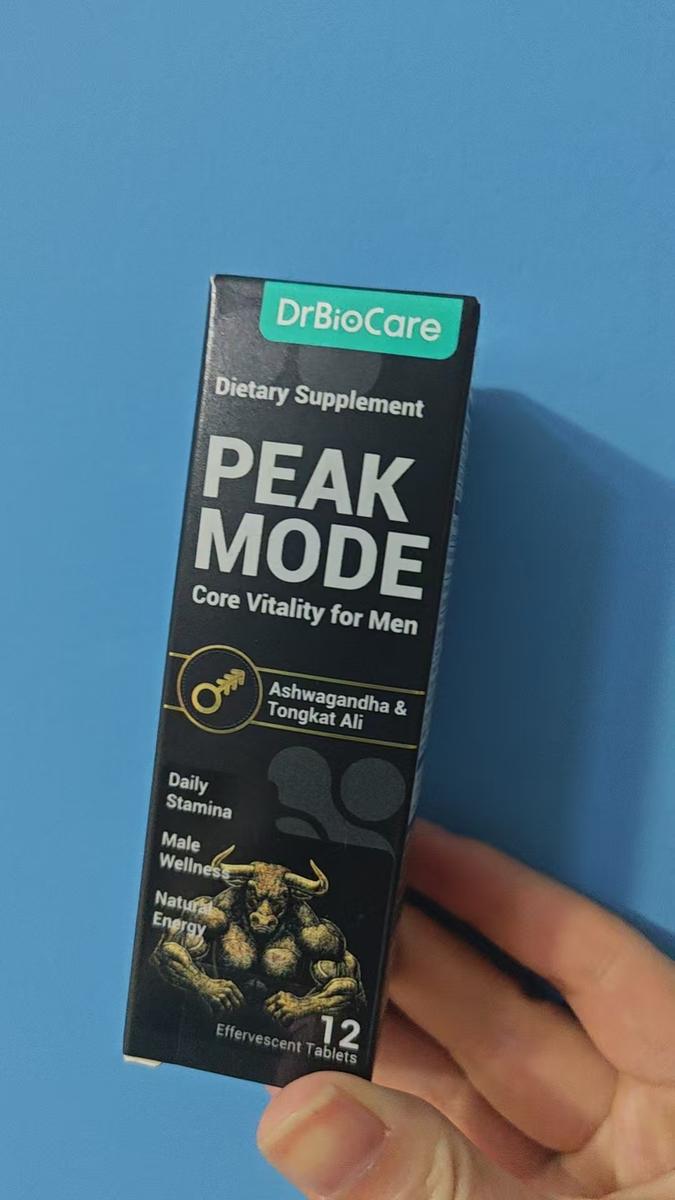 DrBioCare
Dietary Supplement
PEAK
MODE
Core Vitality for Men
Ashwagandha &
Tongkat Ali
Daily
Stamina
Male
Wellness
Natural
Energy
12
Effervescent Tablets